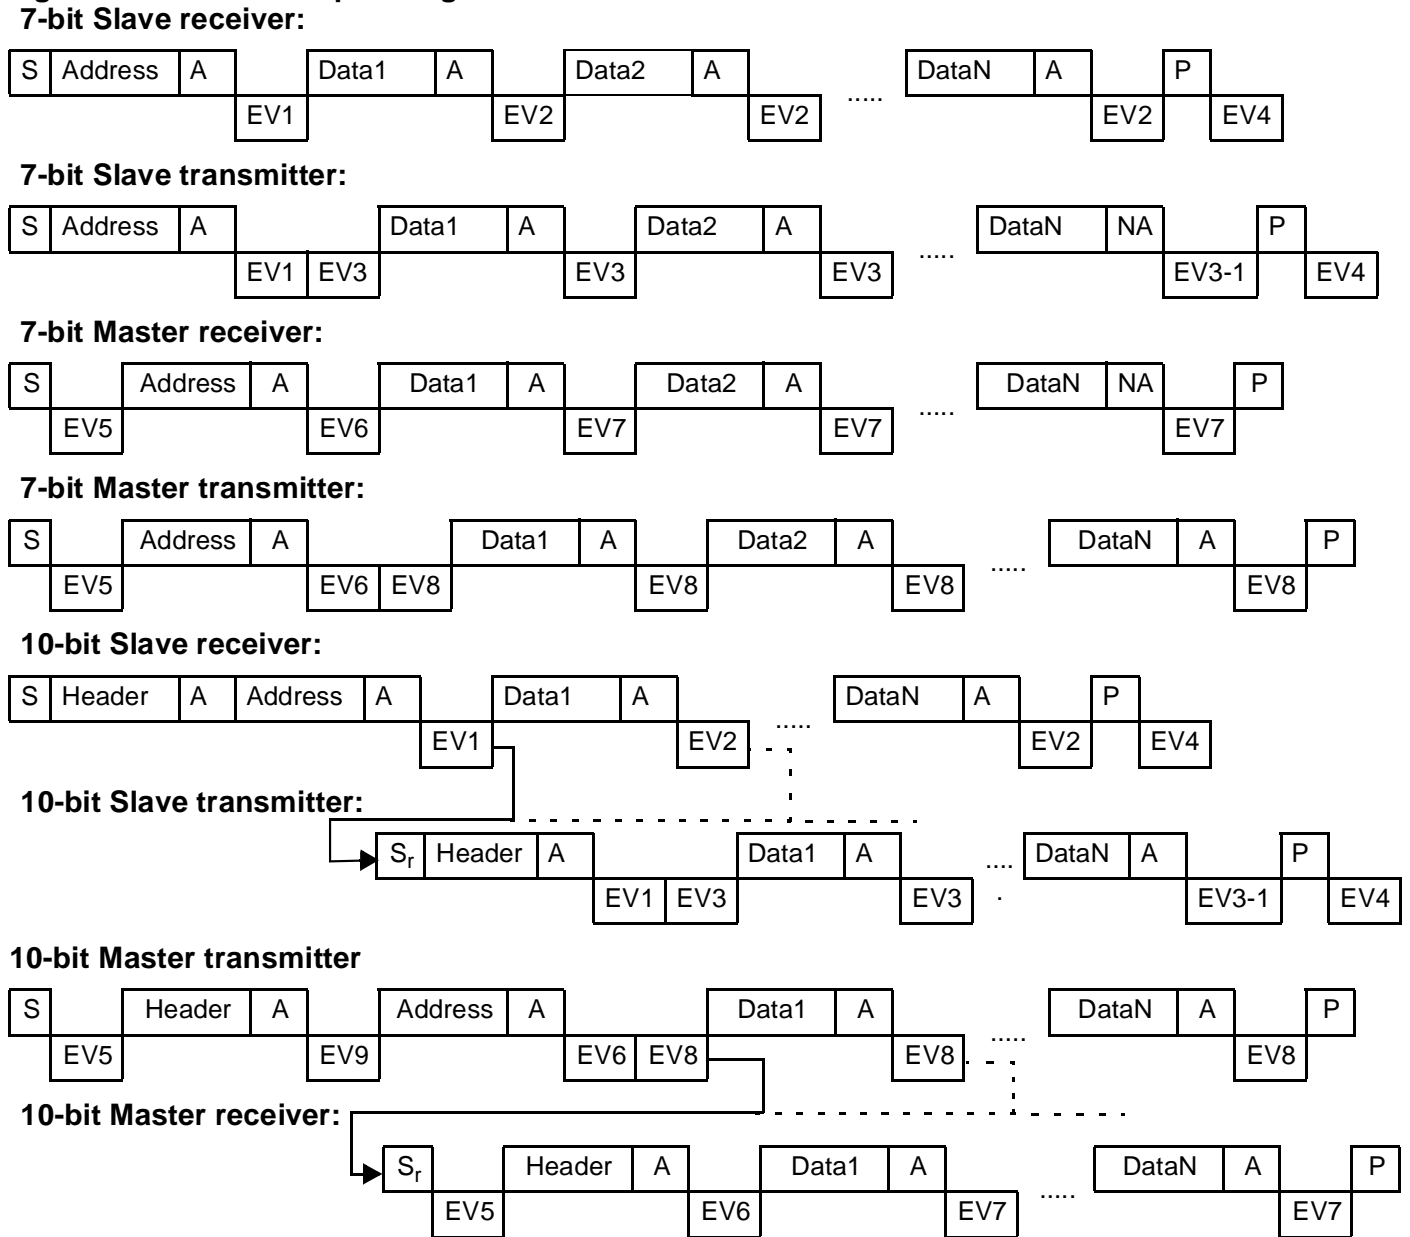 7-bit Slave receiver:
S Address A Data1 A Data2 A DataN A P
EV1 EV2 EV2 ..... EV2 EV4
7-bit Slave transmitter:
S Address A Data1 A Data2 A DataN NA P
EV1 EV3 EV3 EV3 ..... EV3-1 EV4
7-bit Master receiver:
S Address A Data1 A Data2 A DataN NA P
EV5 EV6 EV7 EV7 ..... EV7
7-bit Master transmitter:
S Address A Data1 A Data2 A DataN A P
EV5 EV6 EV8 EV8 EV8 ..... EV8
10-bit Slave receiver:
S Header A Address A Data1 A DataN A P
EV1 EV2 ..... EV2 EV4
10-bit Slave transmitter:
Sr Header A Data1 A .... DataN A P
EV1 EV3 EV3 . EV3-1 EV4
10-bit Master transmitter
S Header A Address A Data1 A DataN A P
EV5 EV9 EV6 EV8 EV8 ..... EV8
10-bit Master receiver:
Sr Header A Data1 A DataN A P
EV5 EV6 EV7 ..... EV7